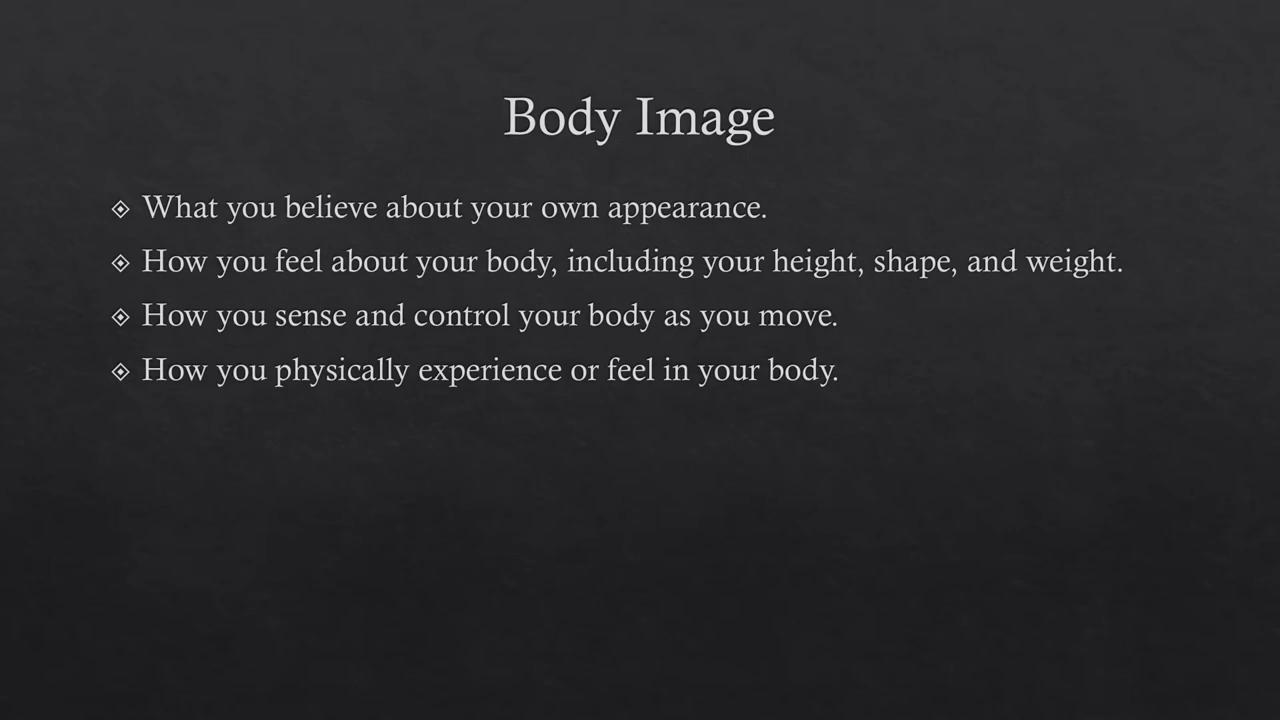 Body Image
What you believe about your own appearance.
How you feel about your body, including your height, shape, and weight.
How you sense and control your body as you move.
How you physically experience or feel in your body.